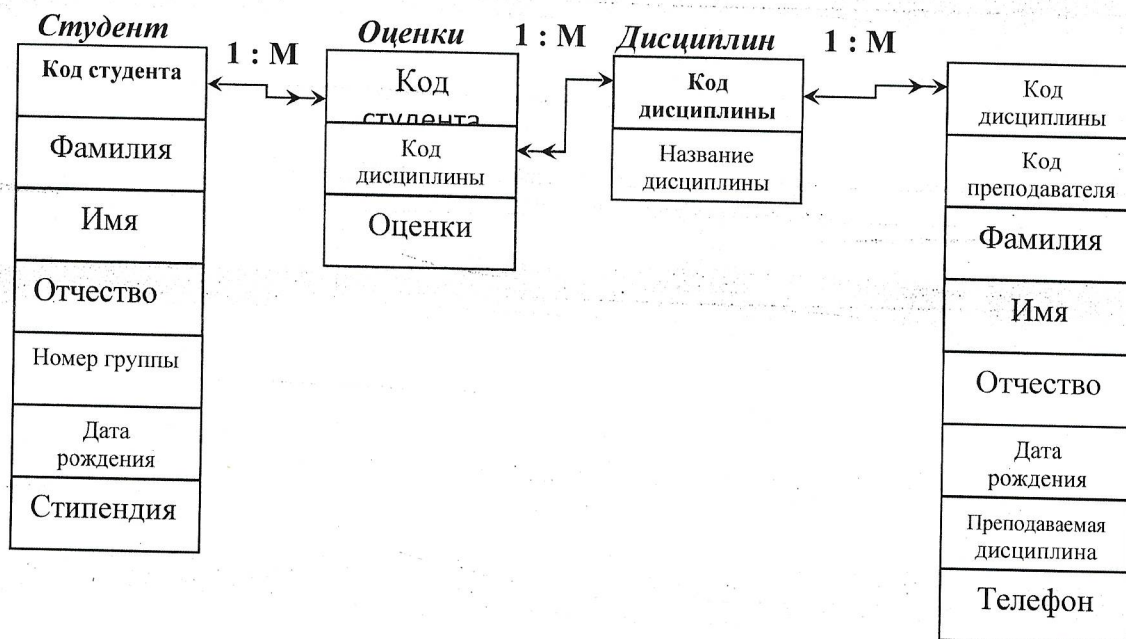 Студент
Оценки
1 : М
Дисциплин
1 : М
1 : М
Код студента
Фамилия
Имя
Отчество
Номер группы
Дата
рождения
Стипендия
Код
студента
Код
дисциплины
Оценки
Код
дисциплины
Название
дисциплины
Код
дисциплины
Код
преподавателя
Фамилия
Имя
Отчество
Дата
рождения
Преподаваемая
дисциплина
Телефон